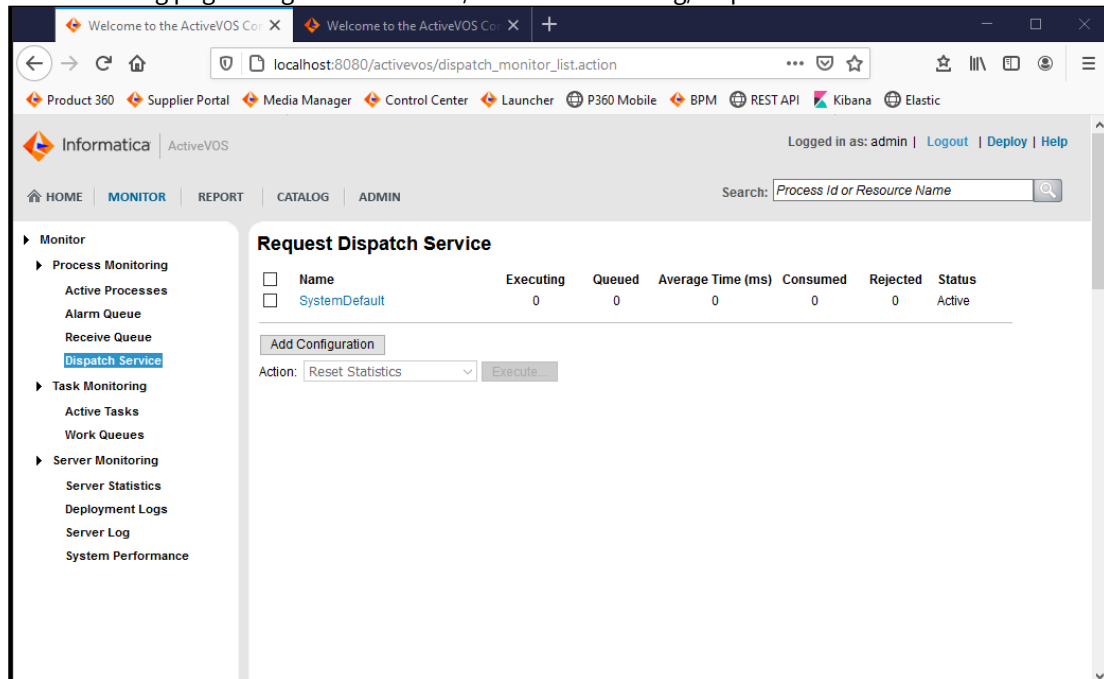 Welcome to the ActiveVOS Con
Welcome to the ActiveVOS Con
localhost:8080/activevos/dispatch_monitor_list.action
Product 360 Supplier Portal Media Manager Control Center Launcher P360 Mobile BPM REST API Kibana Elastic
Informatica ActiveVOS
Logged in as: admin | Logout | Deploy | Help
HOME MONITOR REPORT CATALOG ADMIN
Search: Process Id or Resource Name
Monitor
Process Monitoring
Active Processes
Alarm Queue
Receive Queue
Dispatch Service
Task Monitoring
Active Tasks
Work Queues
Server Monitoring
Server Statistics
Deployment Logs
Server Log
System Performance
Request Dispatch Service
Name Executing Queued Average Time (ms) Consumed Rejected Status
SystemDefault 0 0 0 0 0 Active
Add Configuration
Action: Reset Statistics Execute...